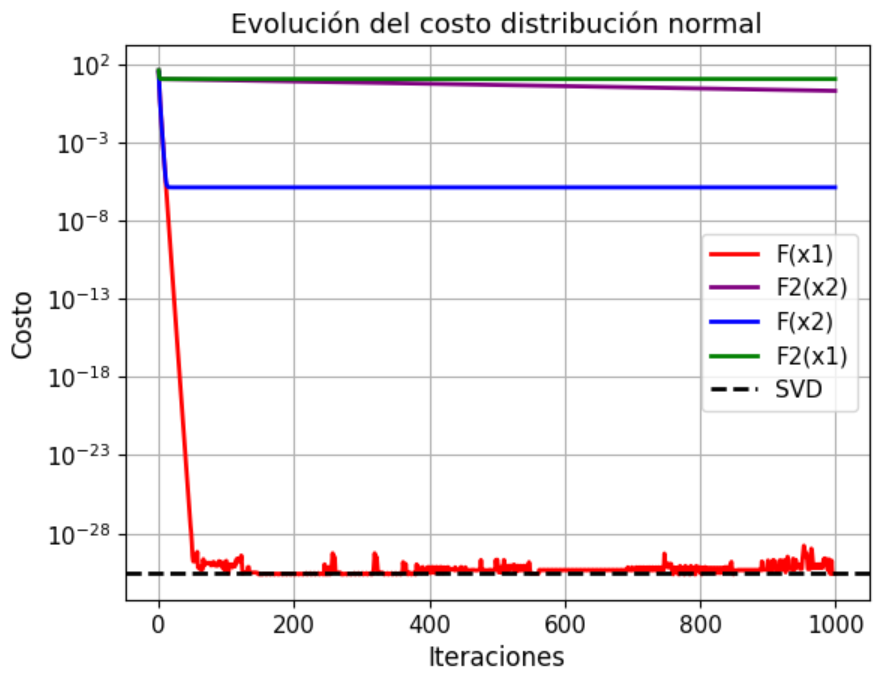 Evolución del costo distribución normal
Costo
10^2
10^-3
10^-8
10^-13
10^-18
10^-23
10^-28
F(x1)
F2(x2)
F(x2)
F2(x1)
SVD
0 200 400 600 800 1000
Iteraciones